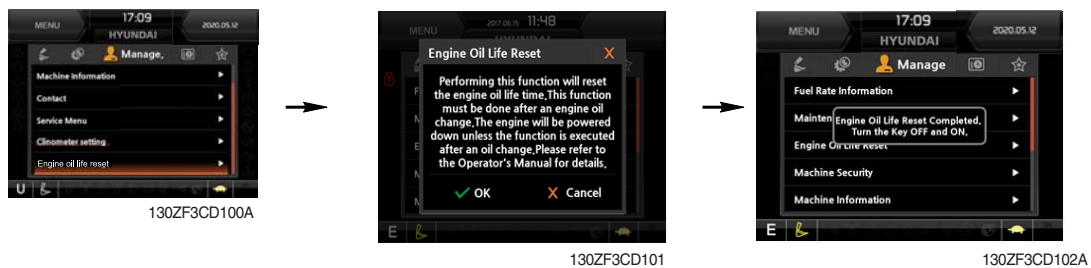 MENU
17:09
2020.05.12
HYUNDAI
Manage.
Machine Information
Contact
Service Menu
Clinometer setting
Engine oil life reset
U
130ZF3CD100A
MENU
2017.06.15 11:48
Engine Oil Life Reset X
Performing this function will reset
the engine oil life time.This function
must be done after an engine oil
change.The engine will be powered
down unless the function is executed
after an oil change.Please refer to
the Operator's Manual for details.
OK
X Cancel
E
130ZF3CD101
MENU
17:09
2020.05.12
HYUNDAI
Manage
Fuel Rate Information
Mainten
Engine Oil Life Reset Completed.
Turn the Key OFF and ON.
Engine Oil Life Reset
Machine Security
Machine Information
E
130ZF3CD102A